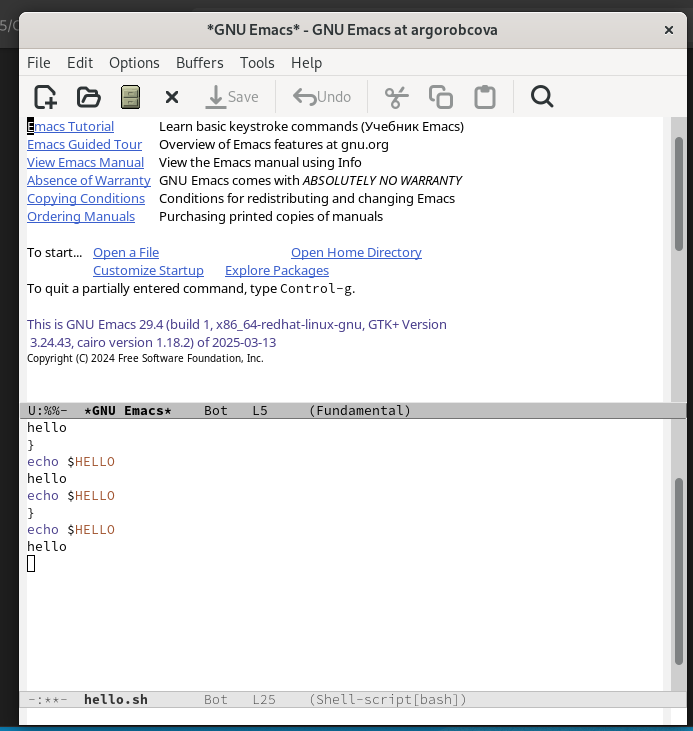 5/C
*GNU Emacs* - GNU Emacs at argorobcova
File Edit Options Buffers Tools Help
Save Undo
Emacs Tutorial Learn basic keystroke commands (Учебник Emacs)
Emacs Guided Tour Overview of Emacs features at gnu.org
View Emacs Manual View the Emacs manual using Info
Absence of Warranty GNU Emacs comes with ABSOLUTELY NO WARRANTY
Copying Conditions Conditions for redistributing and changing Emacs
Ordering Manuals Purchasing printed copies of manuals
To start... Open a File Open Home Directory
Customize Startup Explore Packages
To quit a partially entered command, type Control-g.
This is GNU Emacs 29.4 (build 1, x86_64-redhat-linux-gnu, GTK+ Version
3.24.43, cairo version 1.18.2) of 2025-03-13
Copyright (C) 2024 Free Software Foundation, Inc.
U:%%- *GNU Emacs* Bot L5 (Fundamental)
hello
}
echo $HELLO
hello
echo $HELLO
}
echo $HELLO
hello
-:**- hello.sh Bot L25 (Shell-script[bash])